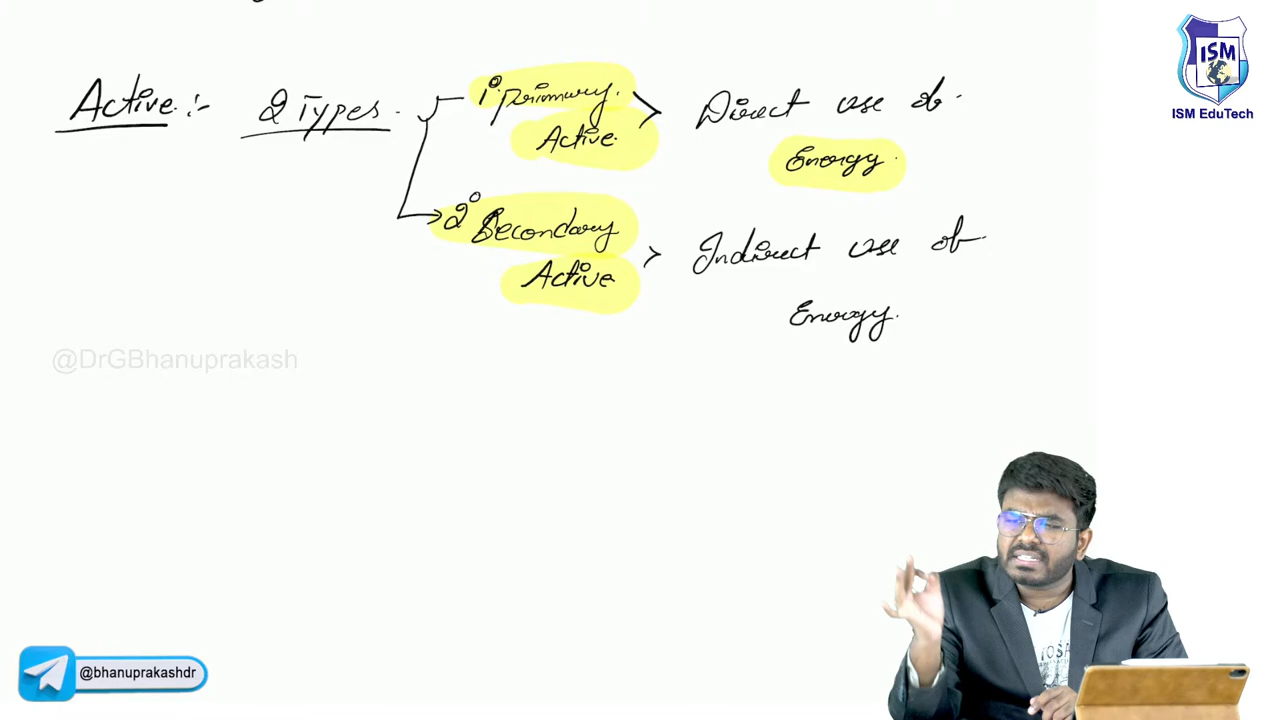 ISM
ISM EduTech
Active :- 2 Types. 1° primary. > Direct use of
Active. Energy.
2° Secondary > Indirect use of
Active Energy.
@DrGBhanuprakash
@bhanuprakashdr